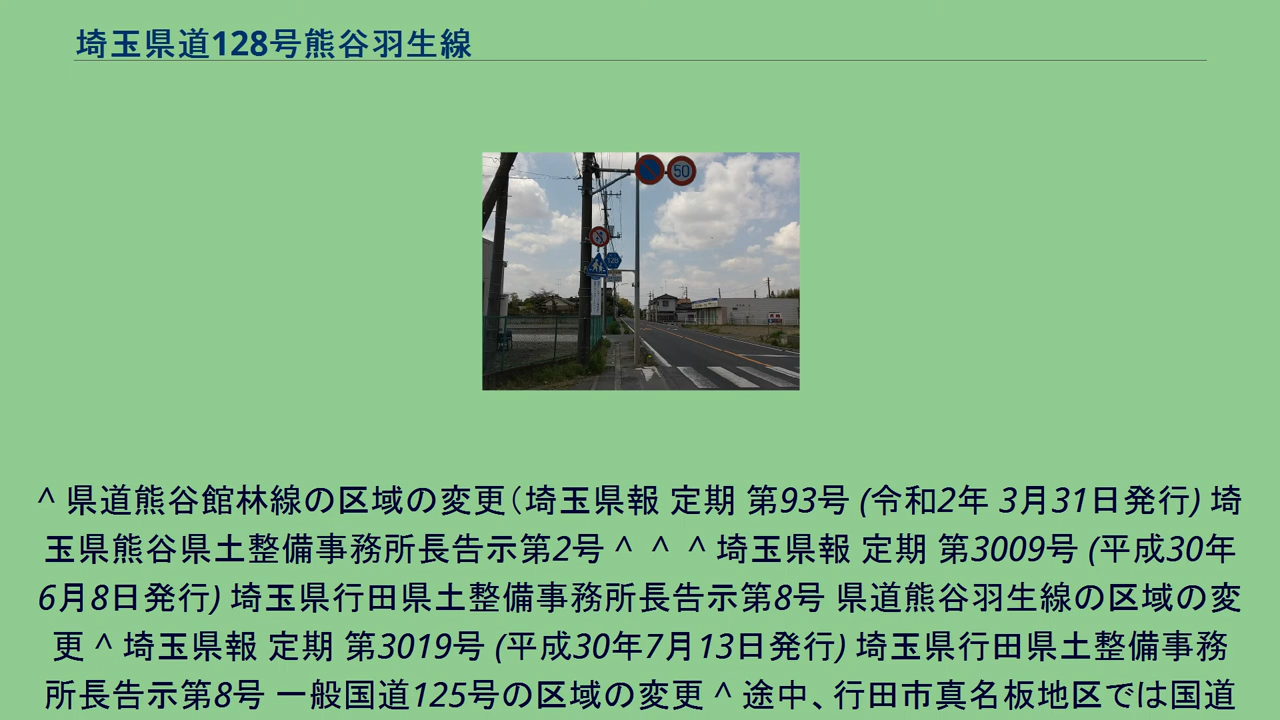 埼玉県道128号熊谷羽生線
50
128
^ 県道熊谷館林線の区域の変更（埼玉県報 定期 第93号 (令和2年 3月31日発行) 埼
玉県熊谷県土整備事務所長告示第2号 ^ ^ ^ 埼玉県報 定期 第3009号 (平成30年
6月8日発行) 埼玉県行田県土整備事務所長告示第8号 県道熊谷羽生線の区域の変
更 ^ 埼玉県報 定期 第3019号 (平成30年7月13日発行) 埼玉県行田県土整備事務
所長告示第8号 一般国道125号の区域の変更 ^ 途中、行田市真名板地区では国道